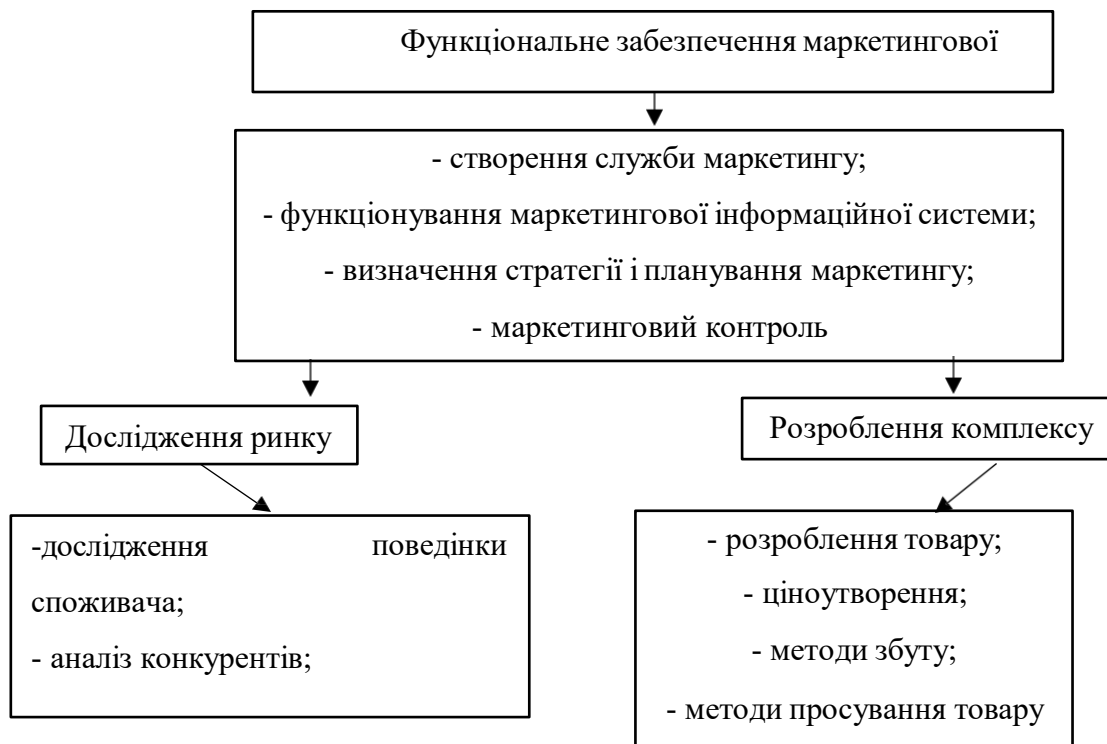 Функціональне забезпечення маркетингової
- створення служби маркетингу;
- функціонування маркетингової інформаційної системи;
- визначення стратегії і планування маркетингу;
- маркетинговий контроль
Дослідження ринку
Розроблення комплексу
-дослідження поведінки
споживача;
- аналіз конкурентів;
- розроблення товару;
- ціноутворення;
- методи збуту;
- методи просування товару